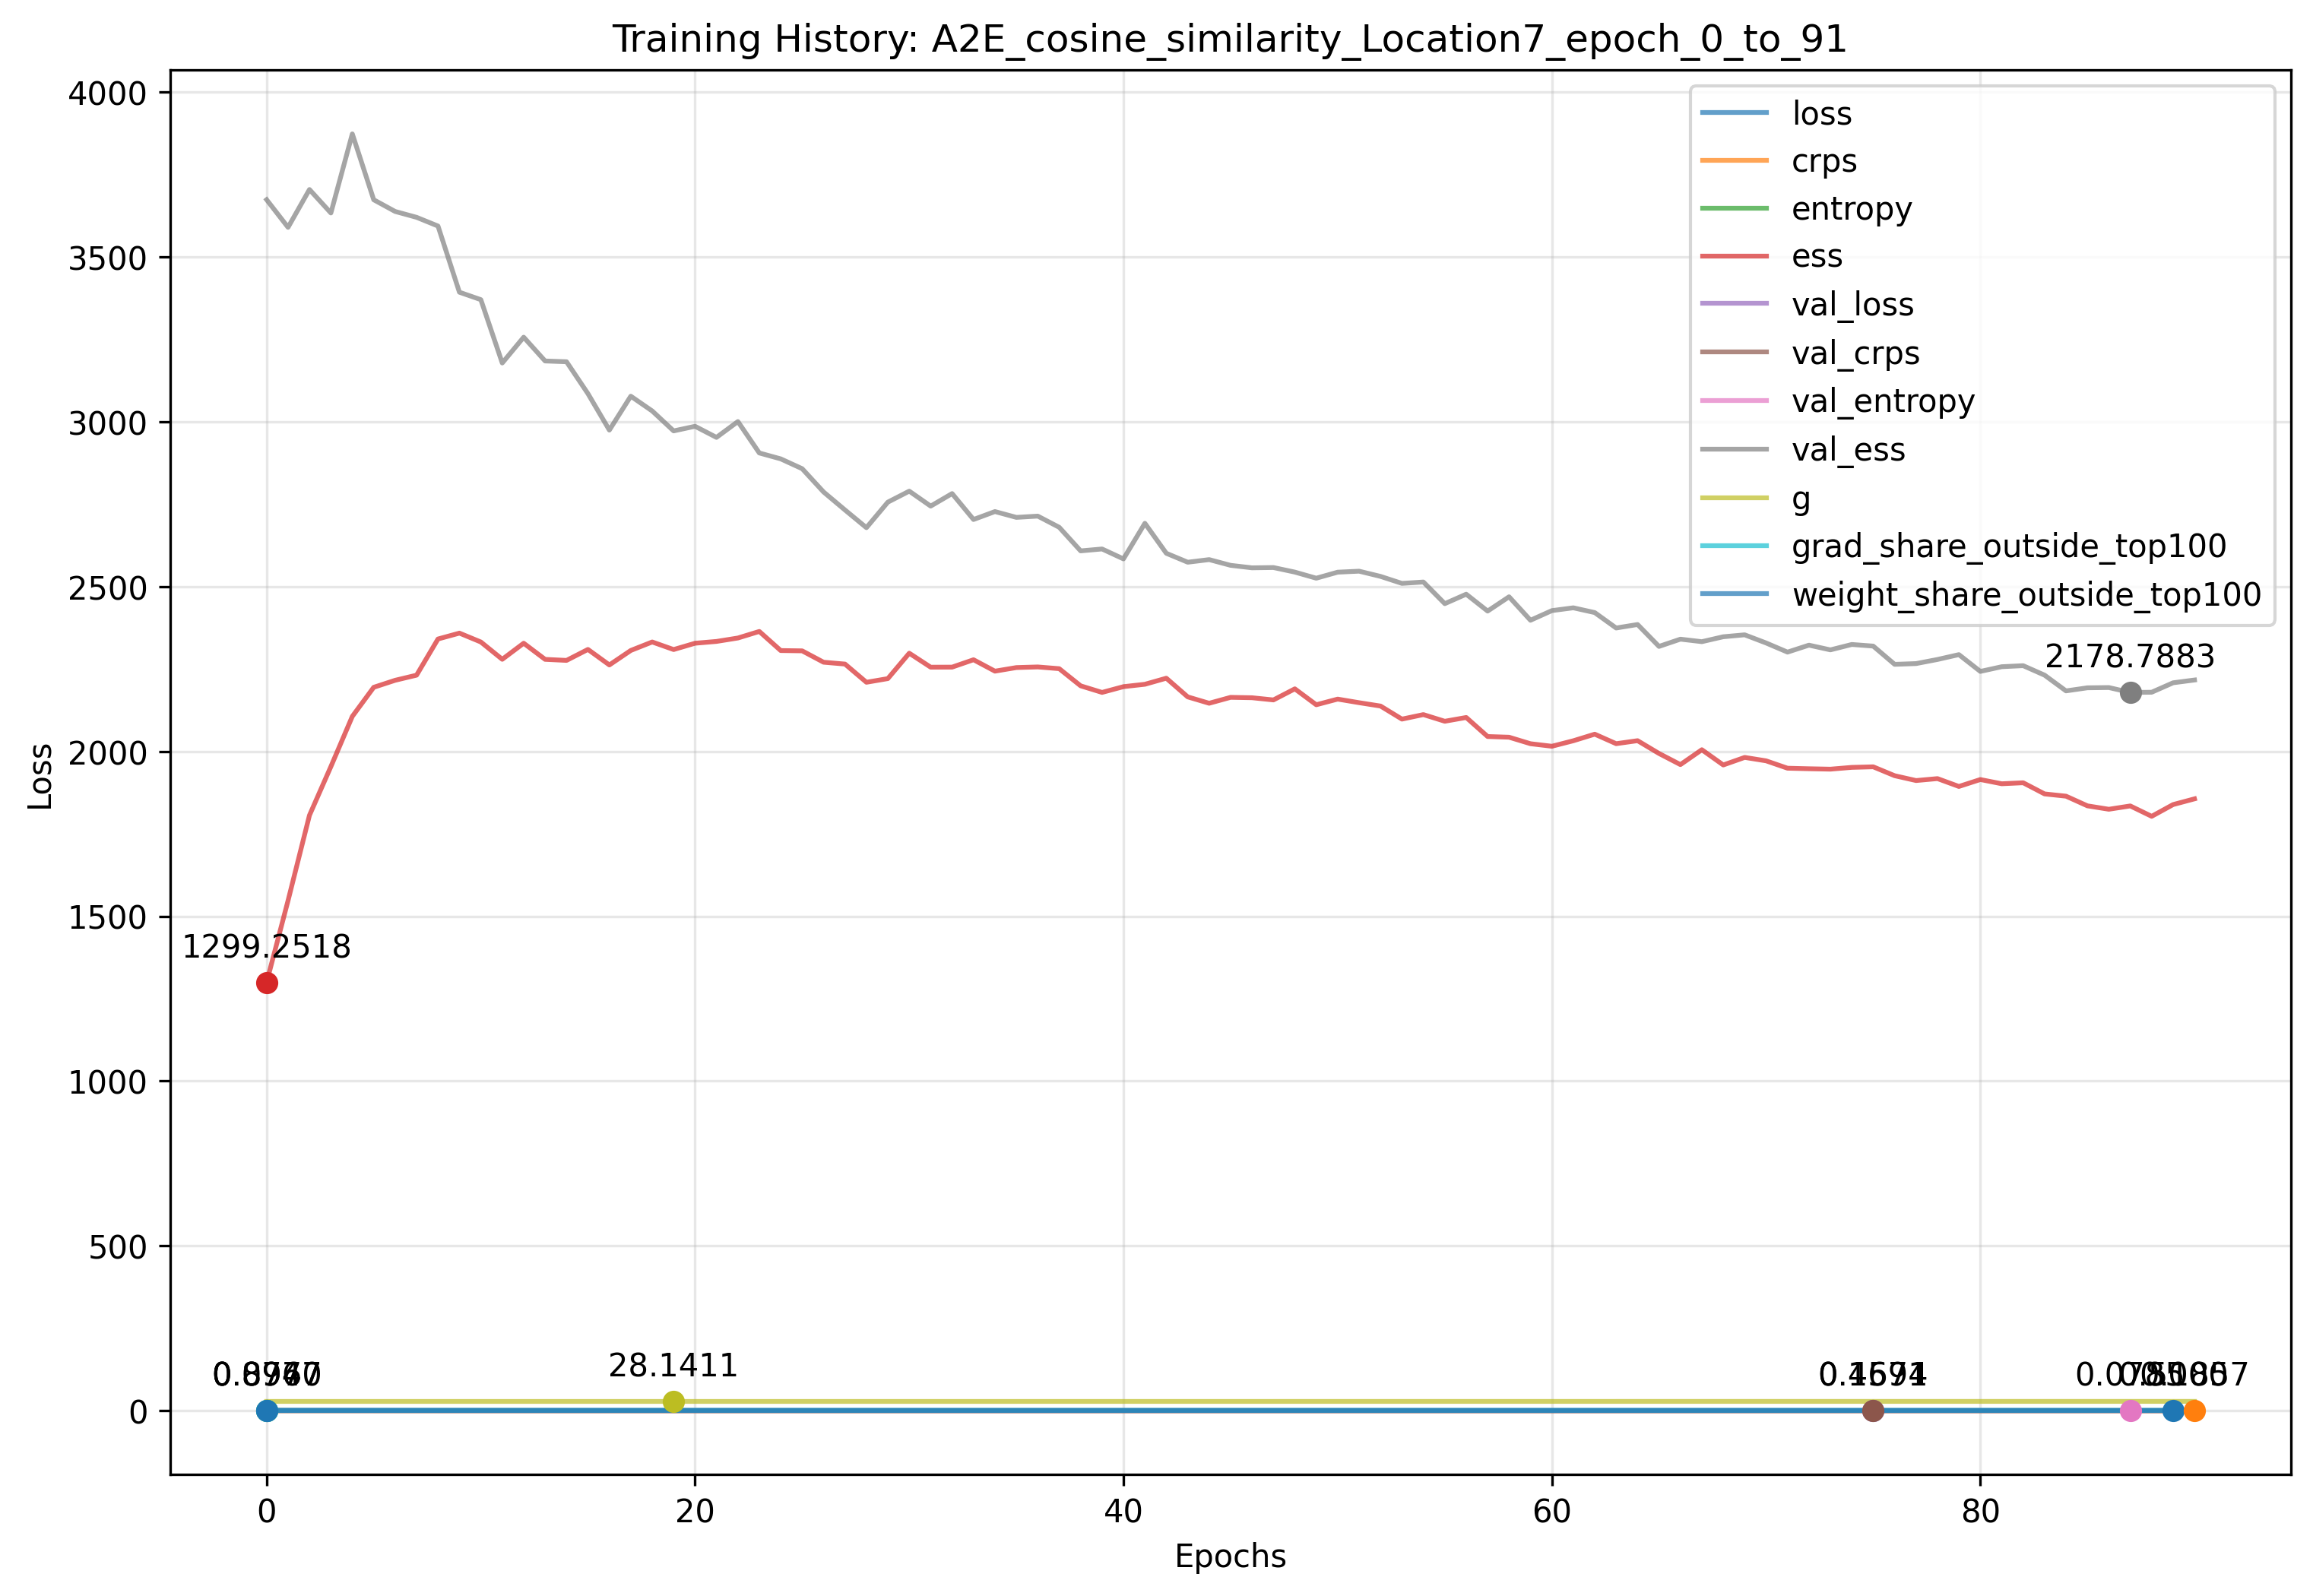 Training History: A2E_cosine_similarity_Location7_epoch_0_to_91
4000
3500
3000
2500
2000
1500
1000
500
0
Loss
loss
crps
entropy
ess
val_loss
val_crps
val_entropy
val_ess
g
grad_share_outside_top100
weight_share_outside_top100
2178.7883
1299.2518
28.1411
0
20
40
60
80
Epochs